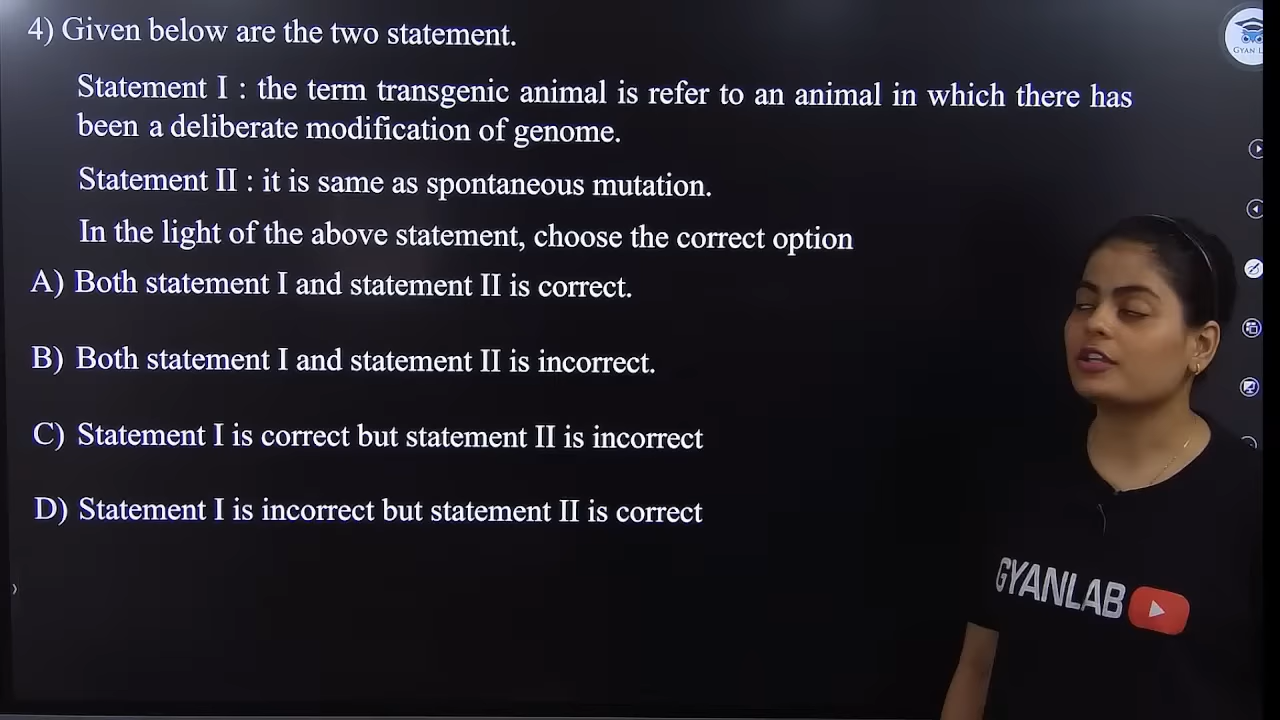 4) Given below are the two statement.
Statement I : the term transgenic animal is refer to an animal in which there has
been a deliberate modification of genome.
Statement II : it is same as spontaneous mutation.
In the light of the above statement, choose the correct option
A) Both statement I and statement II is correct.
B) Both statement I and statement II is incorrect.
C) Statement I is correct but statement II is incorrect
D) Statement I is incorrect but statement II is correct
GYAN L
GYANLAB